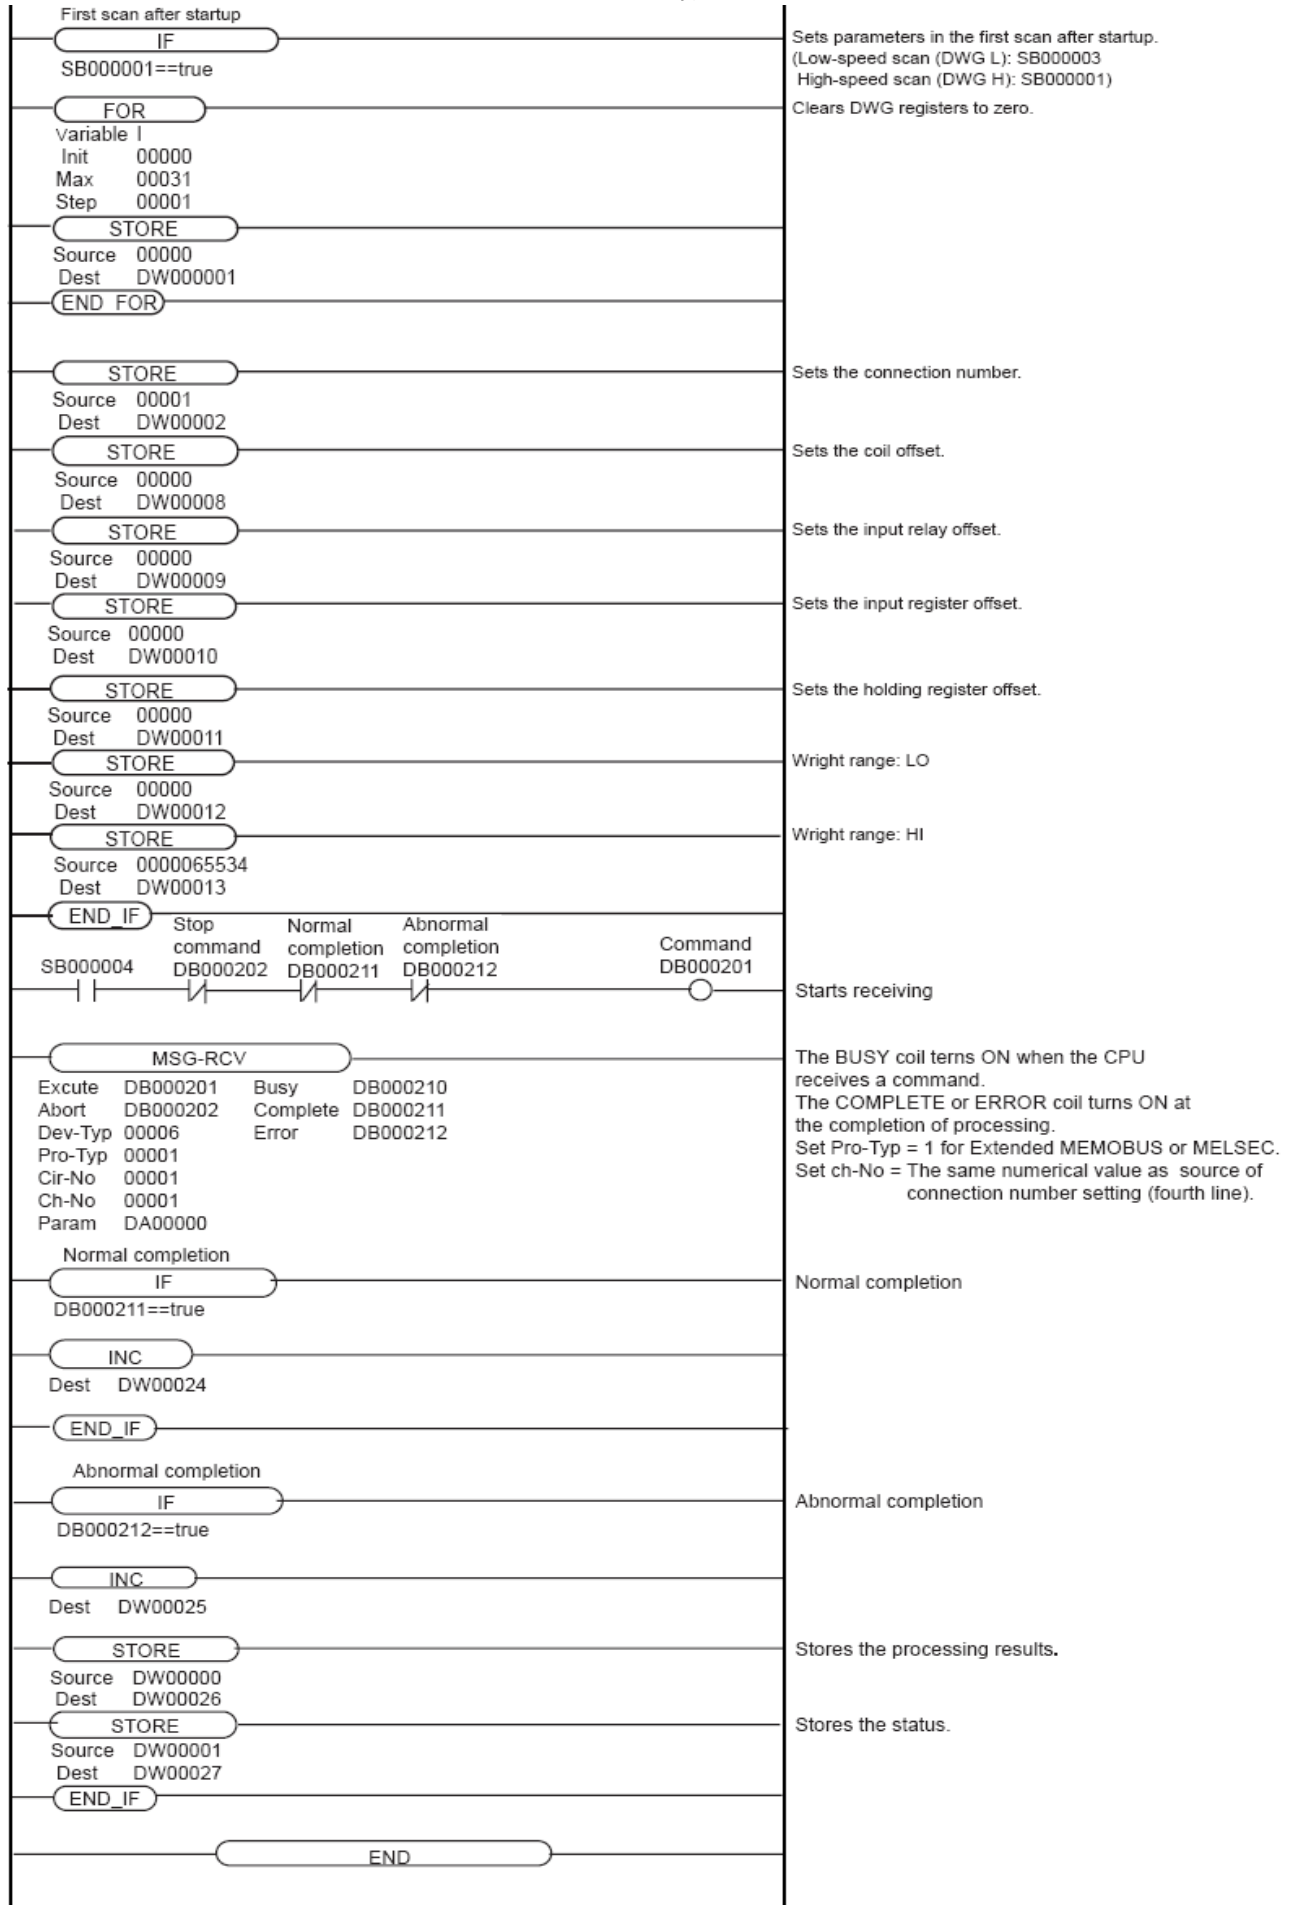 First scan after startup
IF
SB000001==true
Sets parameters in the first scan after startup.
(Low-speed scan (DWG L): SB000003
High-speed scan (DWG H): SB000001)
FOR
Clears DWG registers to zero.
Variable I
Init 00000
Max 00031
Step 00001
STORE
Source 00000
Dest DW000001
END FOR
STORE
Sets the connection number.
Source 00001
Dest DW00002
STORE
Sets the coil offset.
Source 00000
Dest DW00008
STORE
Sets the input relay offset.
Source 00000
Dest DW00009
STORE
Sets the input register offset.
Source 00000
Dest DW00010
STORE
Sets the holding register offset.
Source 00000
Dest DW00011
STORE
Wright range: LO
Source 00000
Dest DW00012
STORE
Wright range: HI
Source 0000065534
Dest DW00013
END_IF
SB000004
Stop
command
DB000202
Normal
completion
DB000211
Abnormal
completion
DB000212
Command
DB000201
Starts receiving
MSG-RCV
Excute DB000201 Busy DB000210
Abort DB000202 Complete DB000211
Dev-Typ 00006 Error DB000212
Pro-Typ 00001
Cir-No 00001
Ch-No 00001
Param DA00000
The BUSY coil terns ON when the CPU
receives a command.
The COMPLETE or ERROR coil turns ON at
the completion of processing.
Set Pro-Typ = 1 for Extended MEMOBUS or MELSEC.
Set ch-No = The same numerical value as source of
connection number setting (fourth line).
Normal completion
IF
DB000211==true
Normal completion
INC
Dest DW00024
END_IF
Abnormal completion
IF
DB000212==true
Abnormal completion
INC
Dest DW00025
STORE
Stores the processing results.
Source DW00000
Dest DW00026
STORE
Stores the status.
Source DW00001
Dest DW00027
END_IF
END